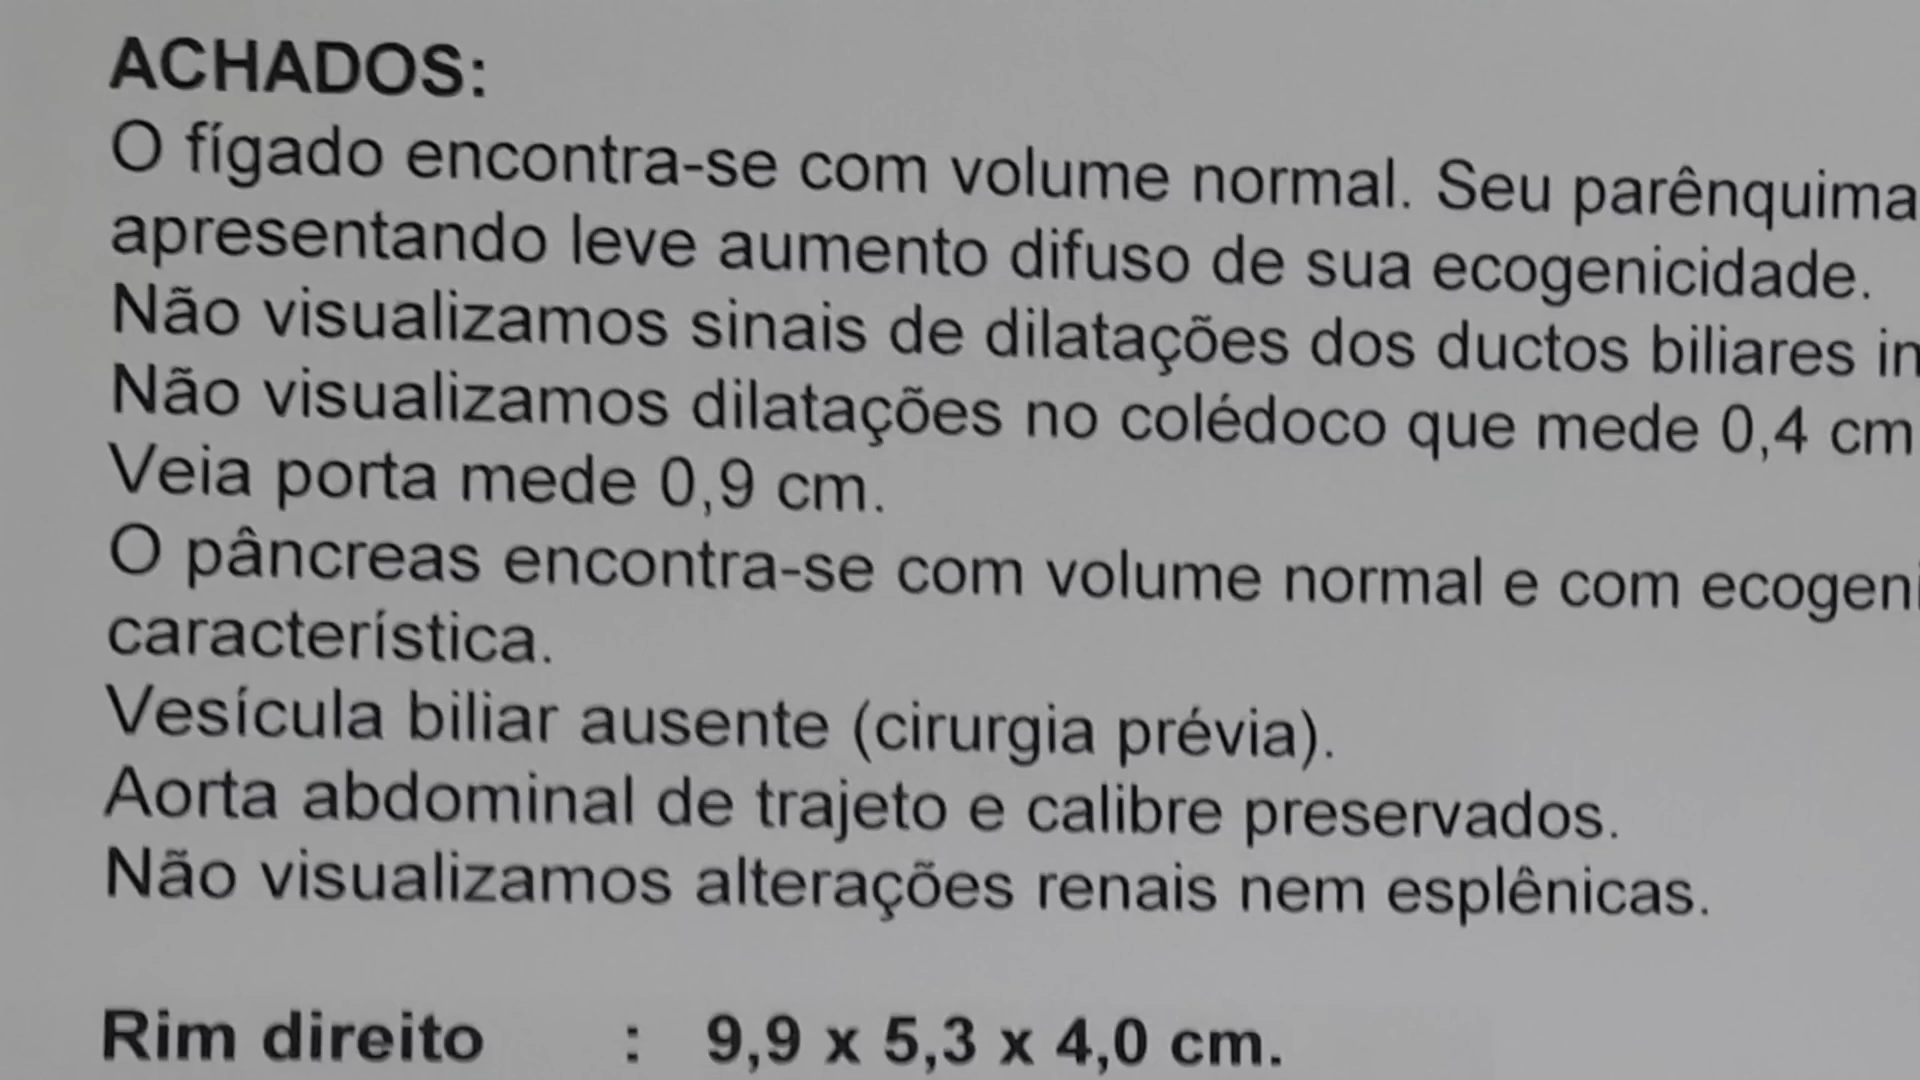 ACHADOS:
O fígado encontra-se com volume normal. Seu parênquima
apresentando leve aumento difuso de sua ecogenicidade.
Não visualizamos sinais de dilatações dos ductos biliares in
Não visualizamos dilatações no colédoco que mede 0,4 cm
Veia porta mede 0,9 cm.
O pâncreas encontra-se com volume normal e com ecogeni
característica.
Vesícula biliar ausente (cirurgia prévia).
Aorta abdominal de trajeto e calibre preservados.
Não visualizamos alterações renais nem esplênicas.
Rim direito : 9,9 x 5,3 x 4,0 cm.